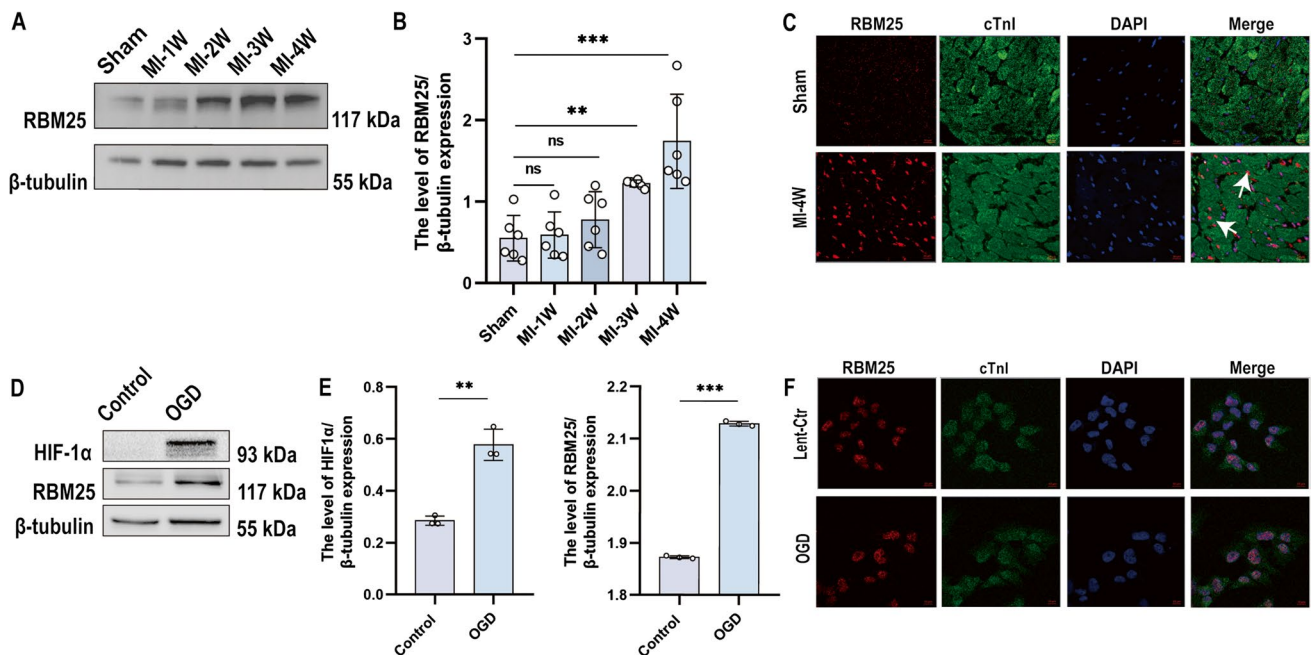 A
Sham
MI-1W
MI-2W
MI-3W
MI-4W
RBM25
117 kDa
β-tubulin
55 kDa
B
The level of RBM25/
β-tubulin expression
3
2
1
0
***
**
ns
ns
Sham
MI-1W
MI-2W
MI-3W
MI-4W
C
RBM25 cTnI DAPI Merge
Sham
MI-4W
D
Control
OGD
HIF-1α
93 kDa
RBM25
117 kDa
β-tubulin
55 kDa
E
The level of HIF1α/
β-tubulin expression
0.8
0.6
0.4
0.2
0.0
**
Control
OGD
The level of RBM25/
β-tubulin expression
2.2
2.1
2.0
1.9
1.8
***
Control
OGD
F
RBM25 cTnI DAPI Merge
Lent-Ctr
OGD